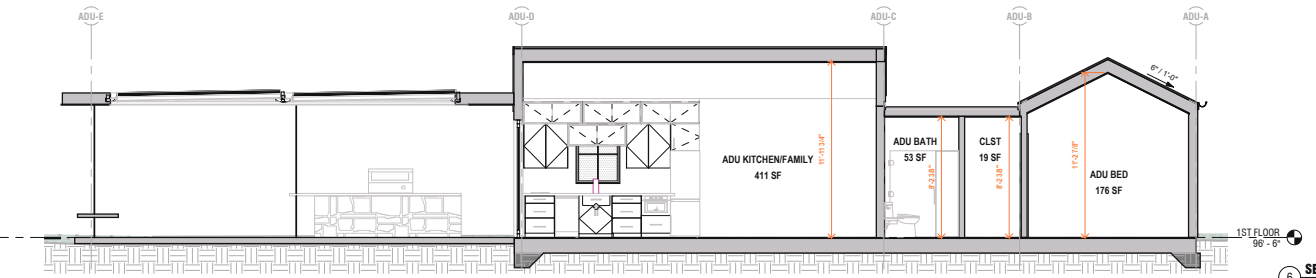 ADU-E
ADU-D
ADU-C
ADU-B
ADU-A
6" / 1'-0"
11'-11 3/4"
ADU KITCHEN/FAMILY
411 SF
ADU BATH
53 SF
8'-2 3/8"
CLST
19 SF
8'-2 3/8"
11'-2 7/8"
ADU BED
176 SF
1ST FLOOR
96' - 6"
6